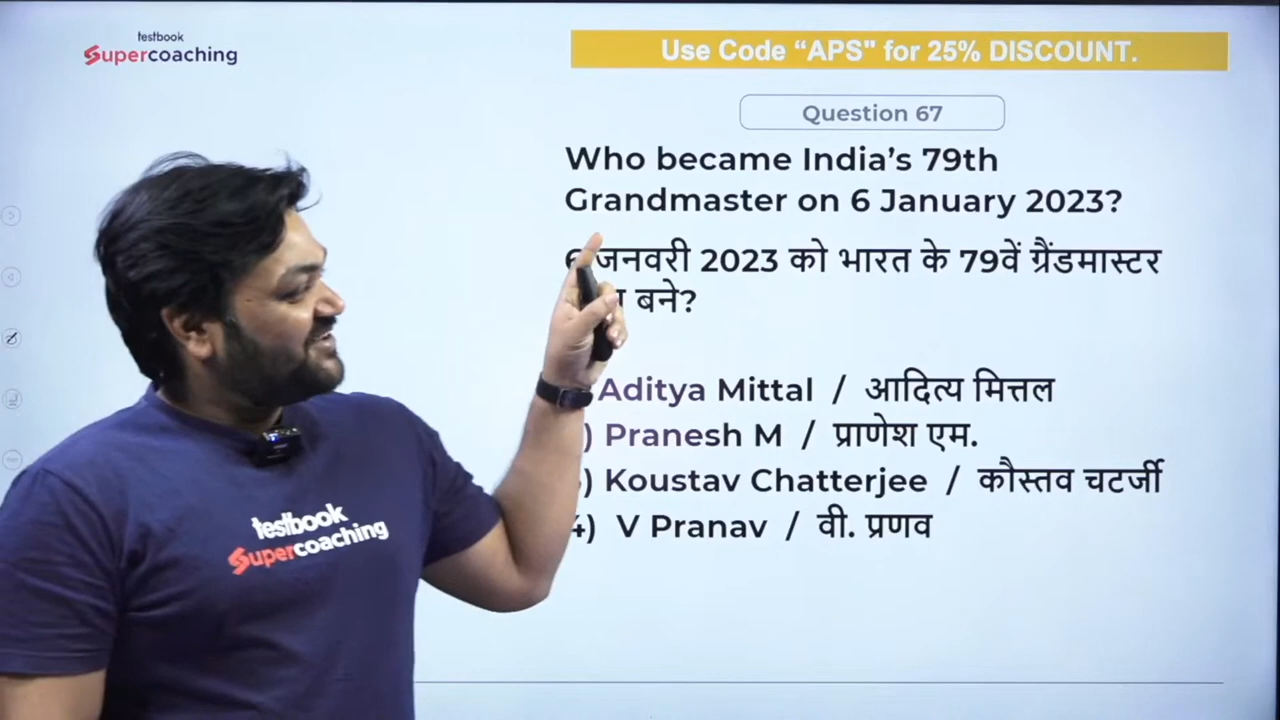 testbook
Supercoaching
Use Code “APS" for 25% DISCOUNT.
Question 67
Who became India’s 79th
Grandmaster on 6 January 2023?
6 जनवरी 2023 को भारत के 79वें ग्रैंडमास्टर
बने?
Aditya Mittal / आदित्य मित्तल
) Pranesh M / प्राणेश एम.
) Koustav Chatterjee / कौस्तव चटर्जी
4) V Pranav / वी. प्रणव
testbook
Supercoaching